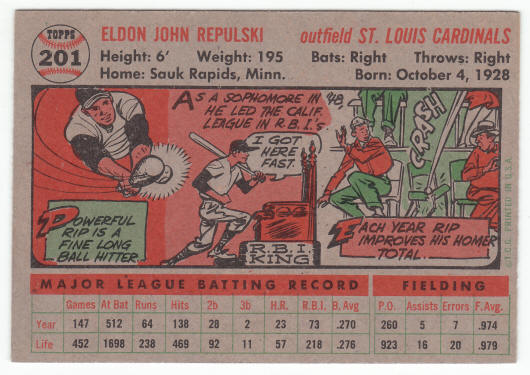 TOPPS
201
ELDON JOHN REPULSKI
outfield ST. LOUIS CARDINALS
Height: 6' Weight: 195 Bats: Right Throws: Right
Home: Sauk Rapids, Minn. Born: October 4, 1928
AS A SOPHOMORE IN '48,
HE LED THE CALIF.
LEAGUE IN R.B.I.'s.
I GOT
HERE
FAST.
R.B.I.
KING
POWERFUL
RIP IS A
FINE LONG
BALL HITTER.
CRASH
EACH YEAR RIP
IMPROVES HIS HOMER
TOTAL.
©T.C.G. PRINTED IN U.S.A.
MAJOR LEAGUE BATTING RECORD FIELDING
Games At Bat Runs Hits 2b 3b H.R. R.B.I. B. Avg P.O. Assists Errors F. Avg.
Year 147 512 64 138 28 2 23 73 .270 260 5 7 .974
Life 452 1698 238 469 92 11 57 218 .276 923 16 20 .979